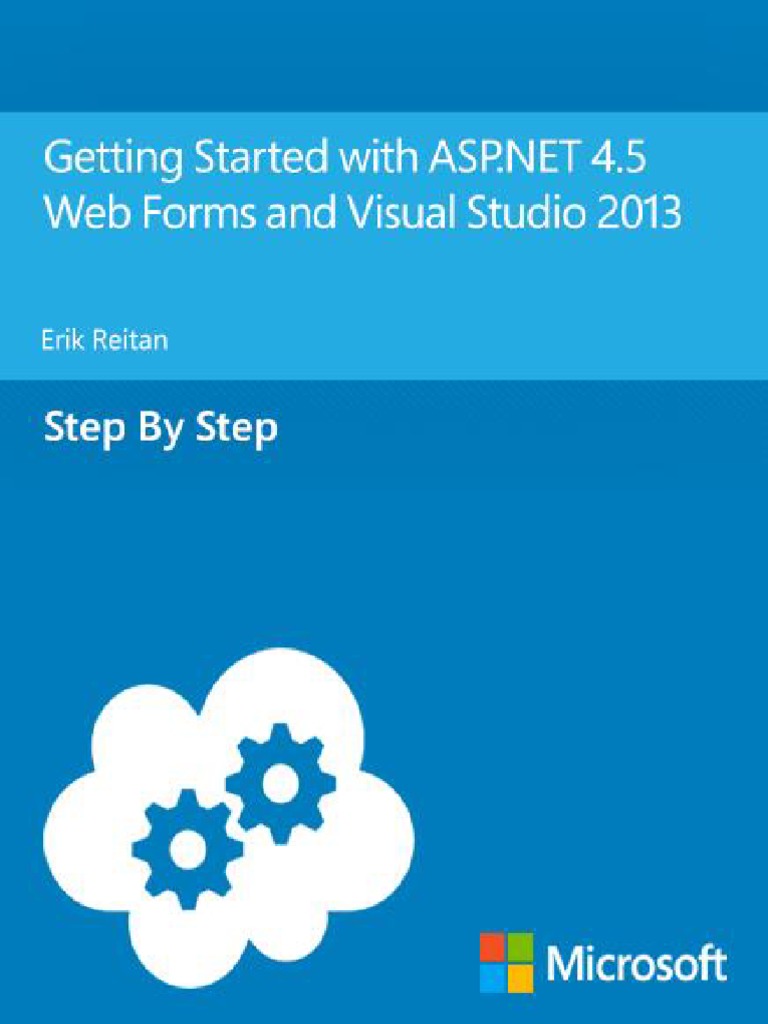 Getting Started with ASP.NET 4.5
Web Forms and Visual Studio 2013
Erik Reitan
Step By Step
Microsoft